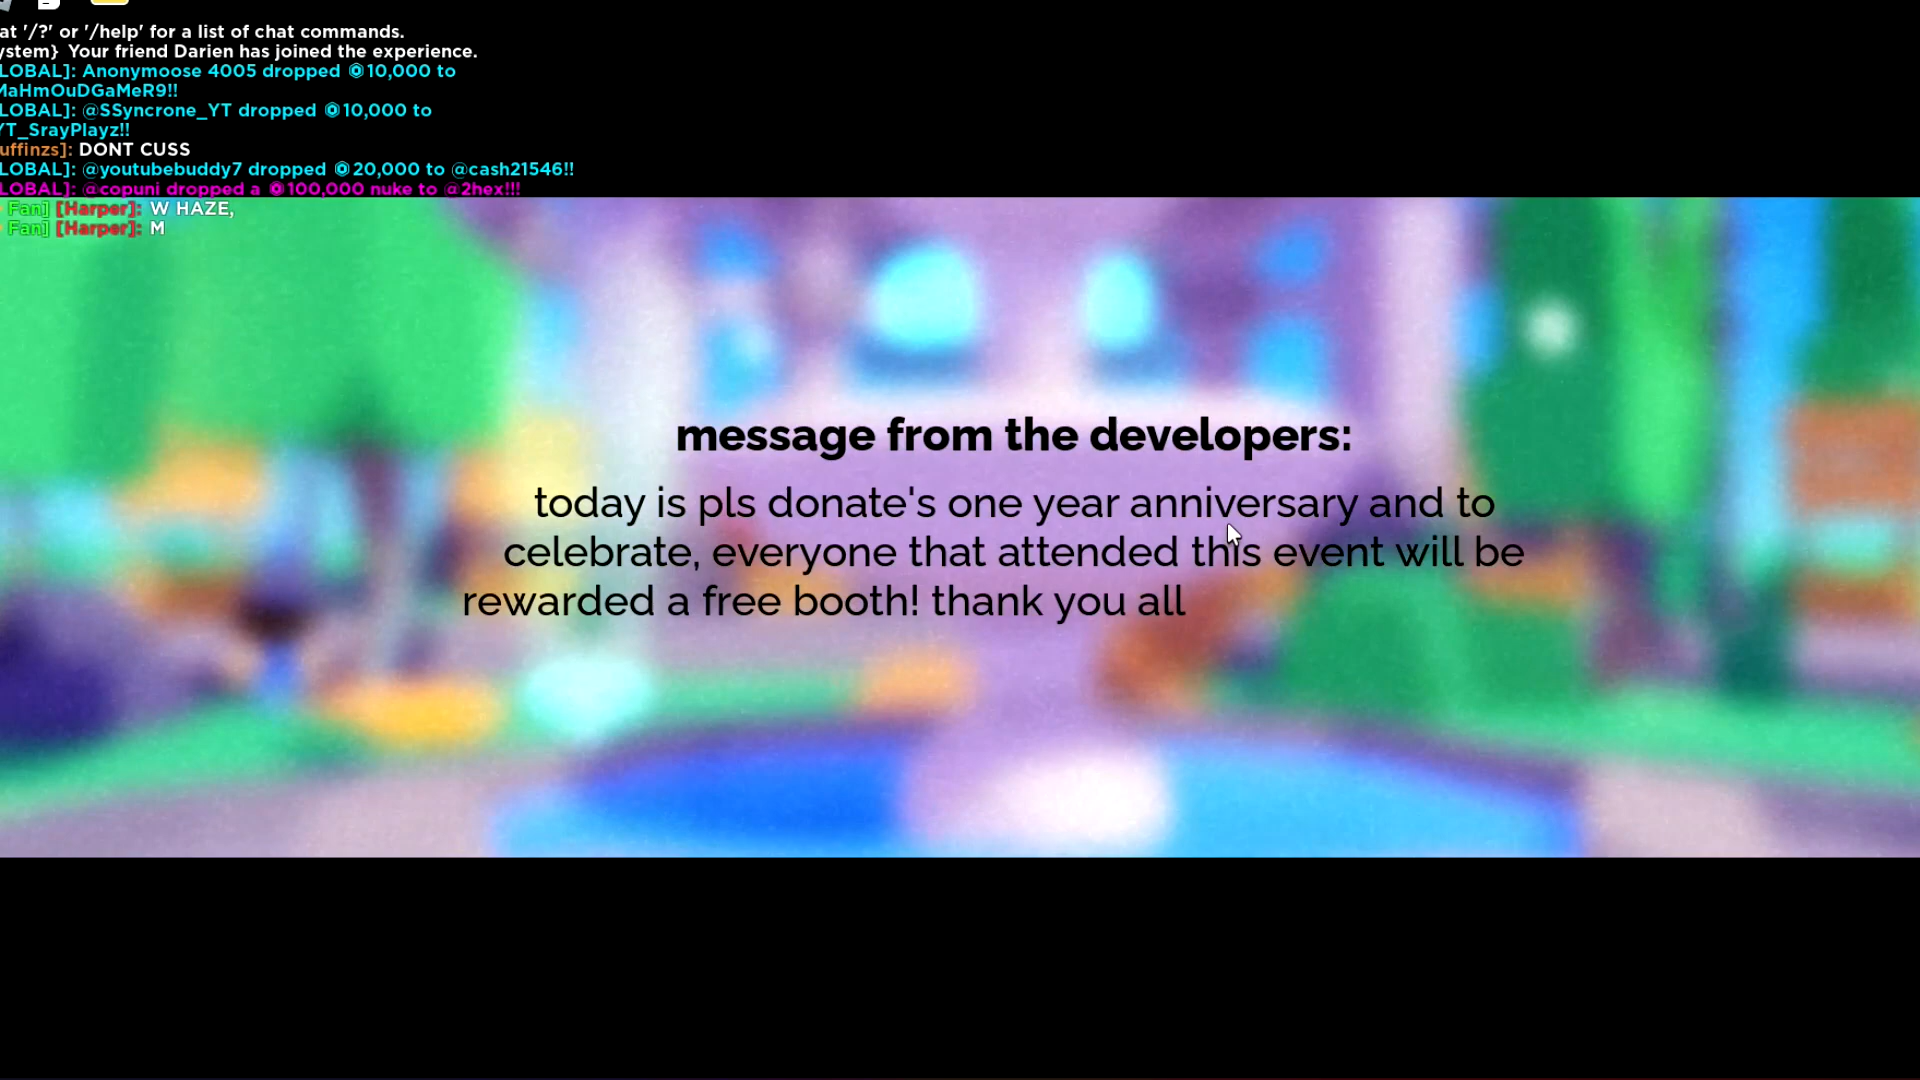 at '/?' or '/help' for a list of chat commands.
ystem} Your friend Darien has joined the experience.
LOBAL]: Anonymoose 4005 dropped 10,000 to
MaHmOuDGaMeR9!!
LOBAL]: @SSyncrone_YT dropped 10,000 to
YT_SrayPlayz!!
uffinzs]: DONT CUSS
LOBAL]: @youtubebuddy7 dropped 20,000 to @cash21546!!
LOBAL]: @copuni dropped a 100,000 nuke to @2hex!!!
Fan] [Harper]: W HAZE,
Fan] [Harper]: M
message from the developers:
today is pls donate's one year anniversary and to
celebrate, everyone that attended this event will be
rewarded a free booth! thank you all